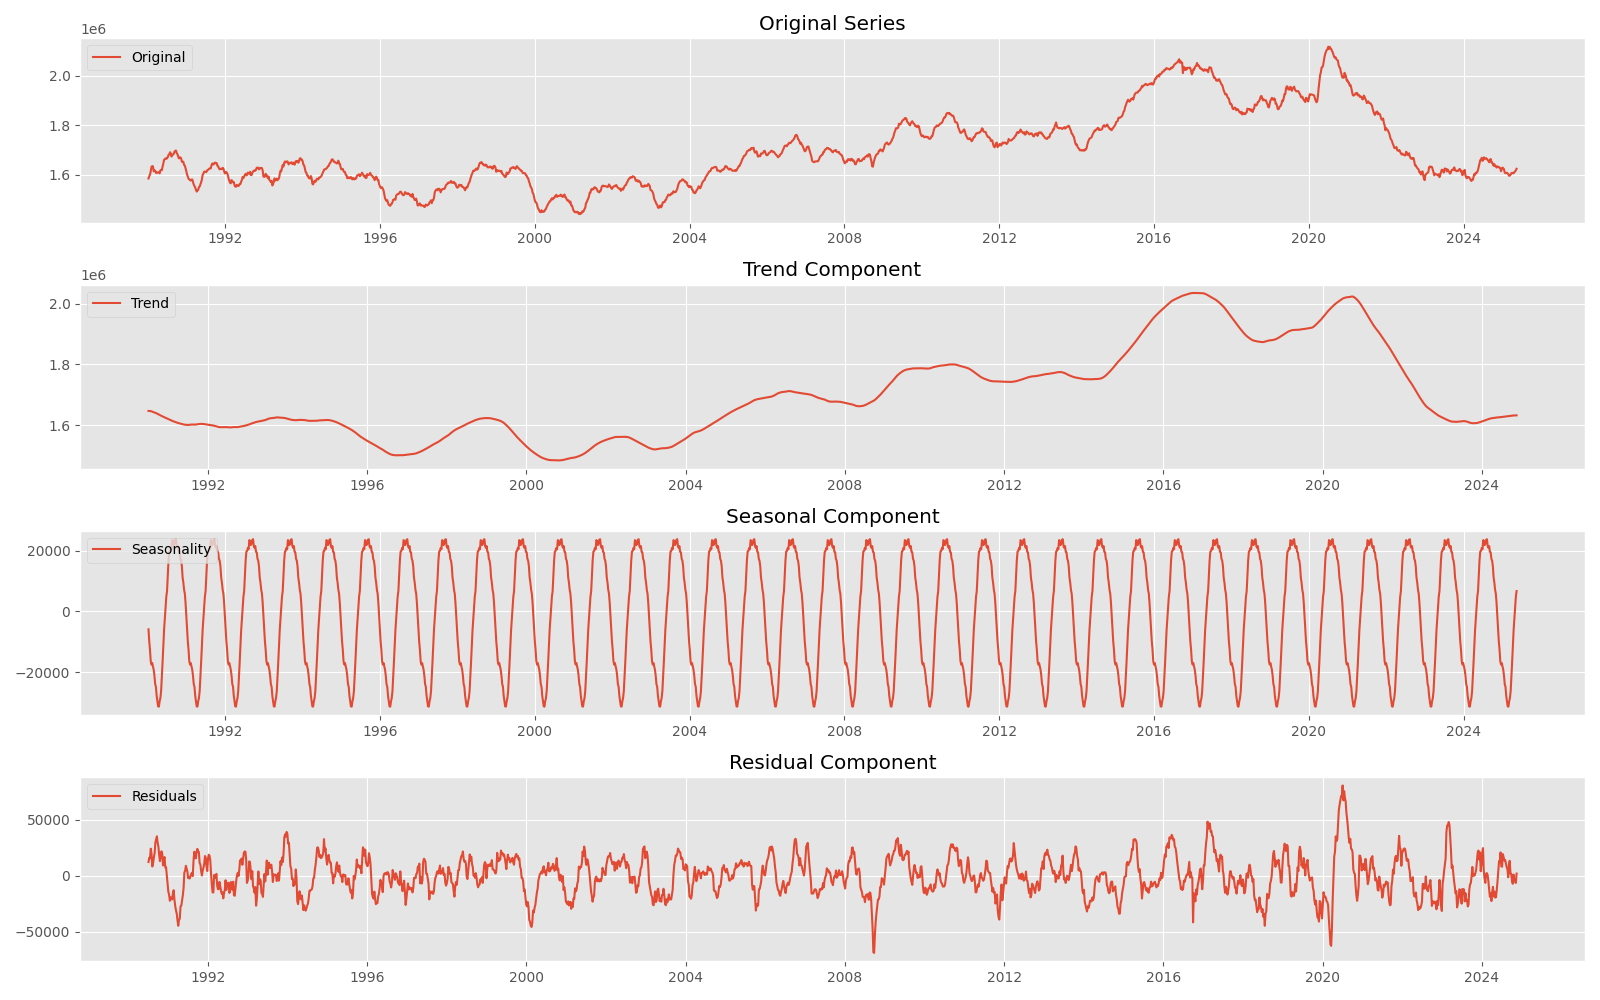 Original Series
1e6
Original
2.0
1.8
1.6
1992 1996 2000 2004 2008 2012 2016 2020 2024
Trend Component
1e6
Trend
2.0
1.8
1.6
1992 1996 2000 2004 2008 2012 2016 2020 2024
Seasonal Component
Seasonality
20000
0
−20000
1992 1996 2000 2004 2008 2012 2016 2020 2024
Residual Component
Residuals
50000
0
−50000
1992 1996 2000 2004 2008 2012 2016 2020 2024